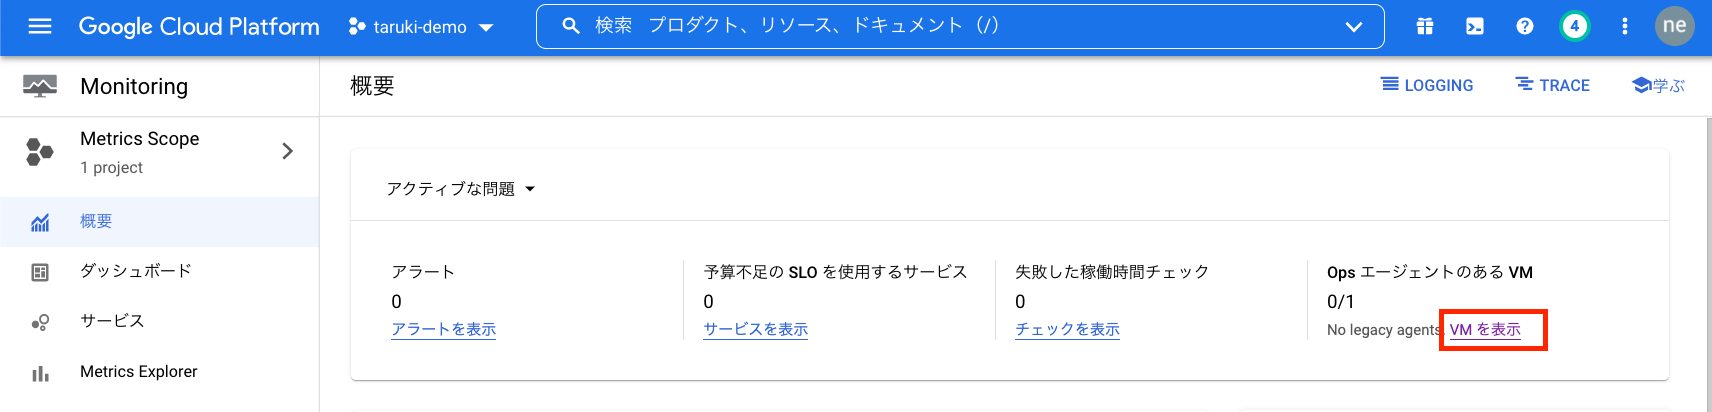 Google Cloud Platform
taruki-demo
検索 プロダクト、リソース、ドキュメント (/)
4
ne
Monitoring
概要
LOGGING
TRACE
学ぶ
Metrics Scope
1 project
概要
ダッシュボード
サービス
Metrics Explorer
アクティブな問題
アラート
0
アラートを表示
予算不足の SLO を使用するサービス
0
サービスを表示
失敗した稼働時間チェック
0
チェックを表示
Ops エージェントのある VM
0/1
No legacy agents. VM を表示